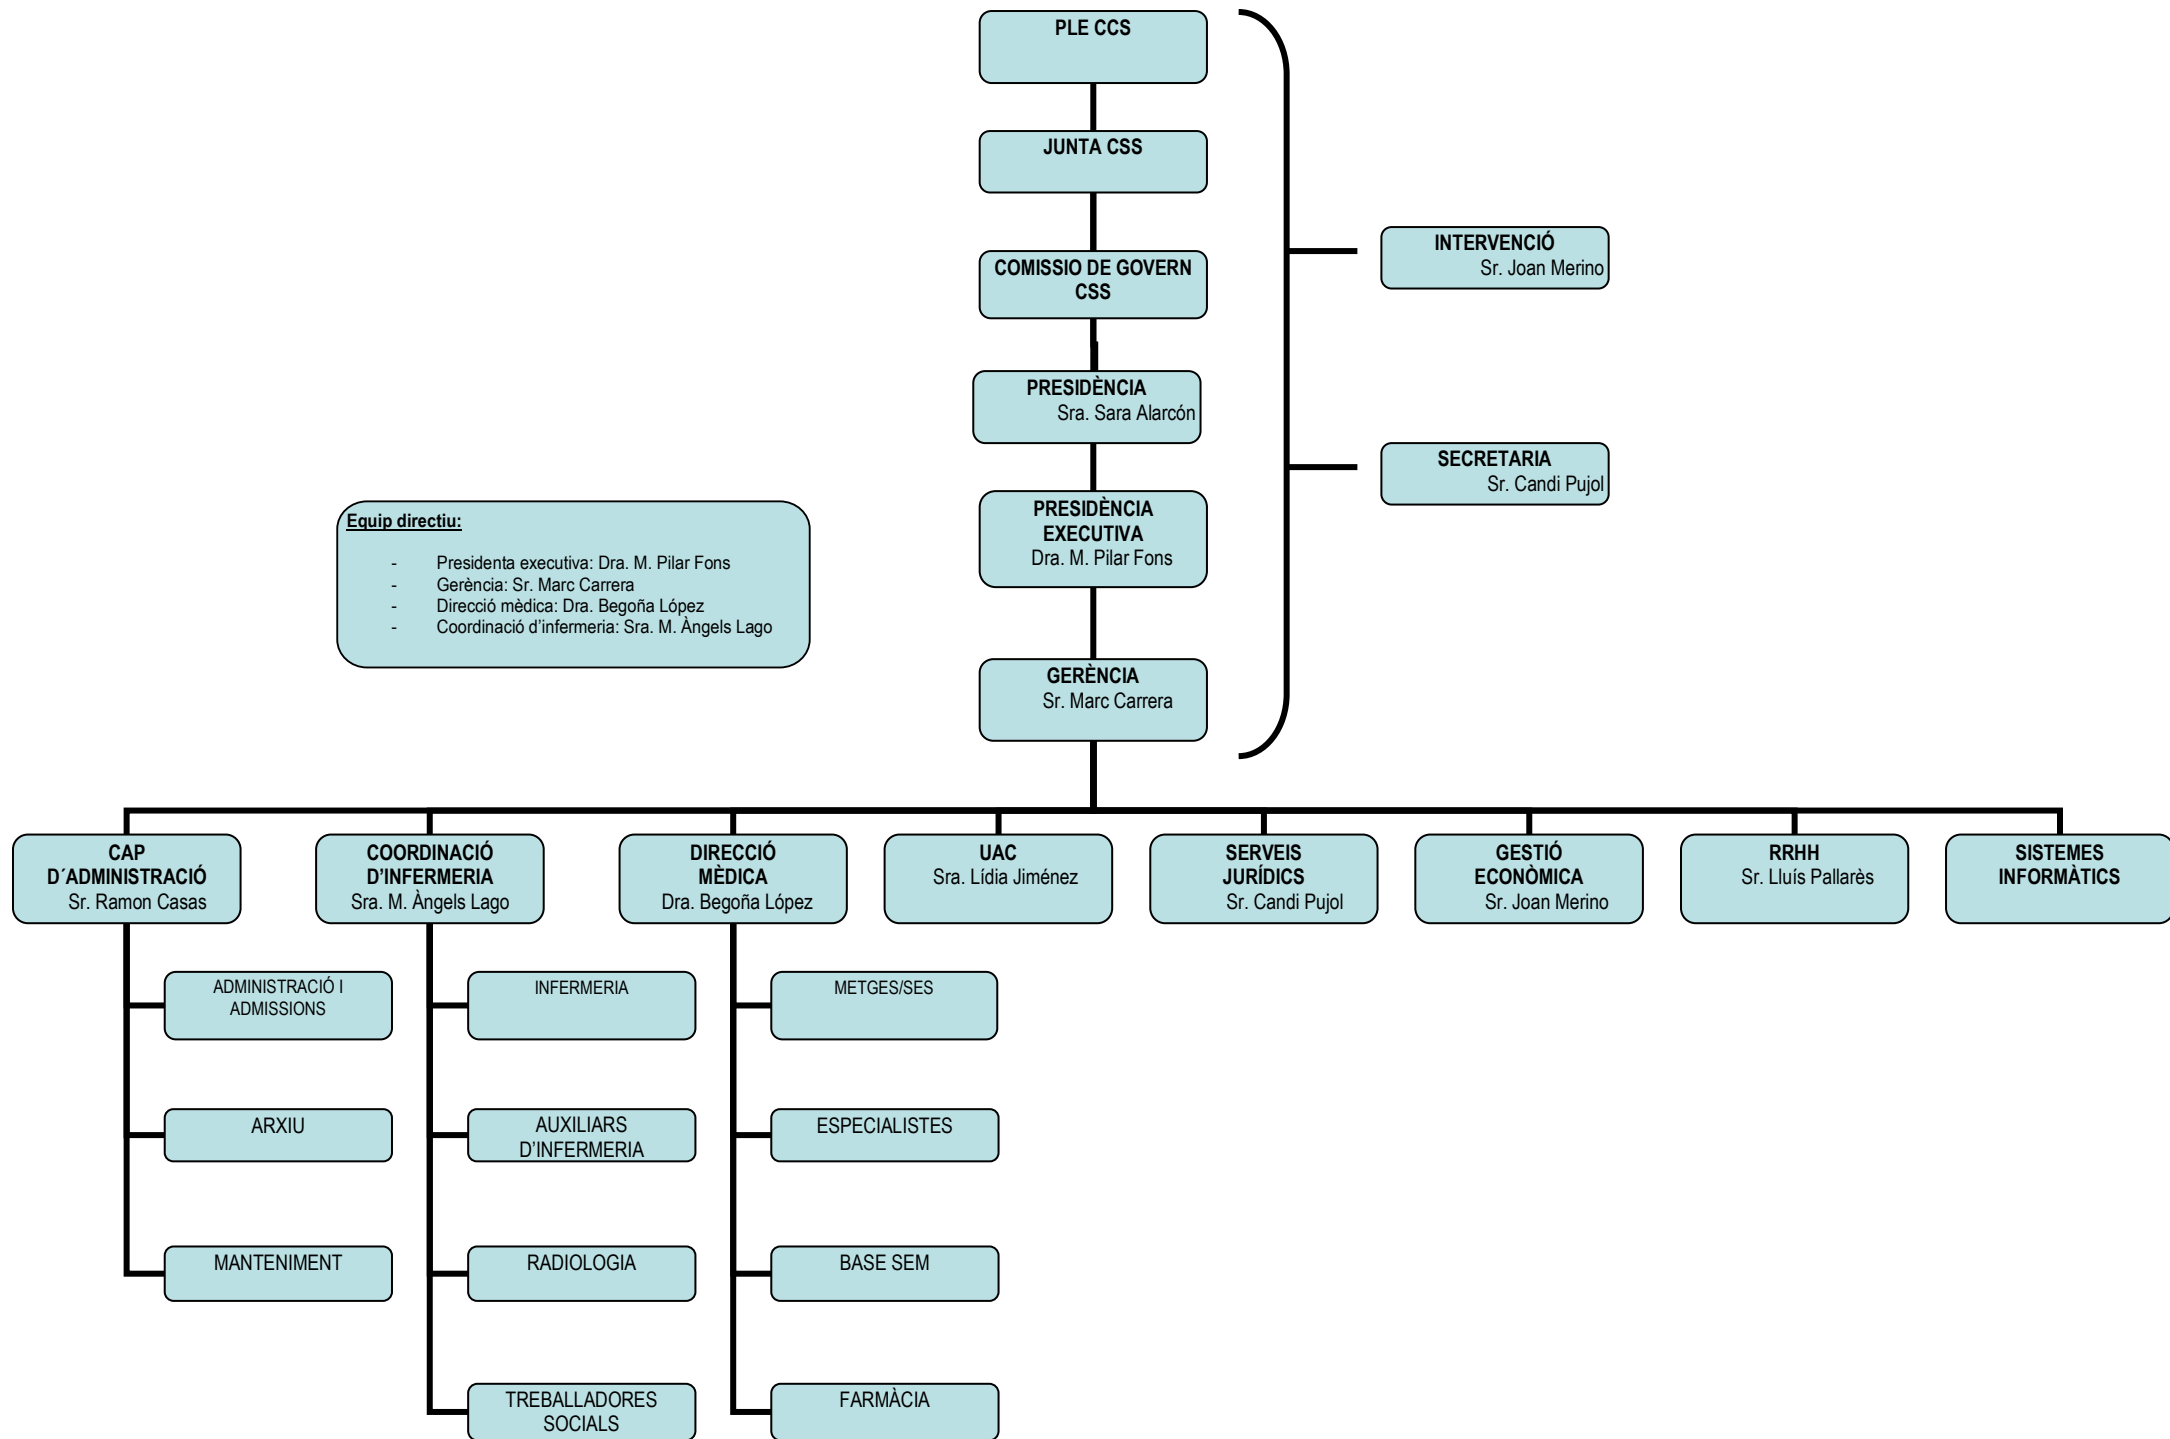 PLE CCS
JUNTA CSS
COMISSIO DE GOVERN
CSS
INTERVENCIÓ
Sr. Joan Merino
PRESIDÈNCIA
Sra. Sara Alarcón
SECRETARIA
Sr. Candi Pujol
PRESIDÈNCIA
EXECUTIVA
Dra. M. Pilar Fons
Equip directiu:
- Presidenta executiva: Dra. M. Pilar Fons
- Gerència: Sr. Marc Carrera
- Direcció mèdica: Dra. Begoña López
- Coordinació d’infermeria: Sra. M. Àngels Lago
GERÈNCIA
Sr. Marc Carrera
CAP
D´ADMINISTRACIÓ
Sr. Ramon Casas
COORDINACIÓ
D’INFERMERIA
Sra. M. Àngels Lago
DIRECCIÓ
MÈDICA
Dra. Begoña López
UAC
Sra. Lídia Jiménez
SERVEIS
JURÍDICS
Sr. Candi Pujol
GESTIÓ
ECONÒMICA
Sr. Joan Merino
RRHH
Sr. Lluís Pallarès
SISTEMES
INFORMÀTICS
ADMINISTRACIÓ I
ADMISSIONS
INFERMERIA
METGES/SES
ARXIU
AUXILIARS
D’INFERMERIA
ESPECIALISTES
MANTENIMENT
RADIOLOGIA
BASE SEM
TREBALLADORES
SOCIALS
FARMÀCIA